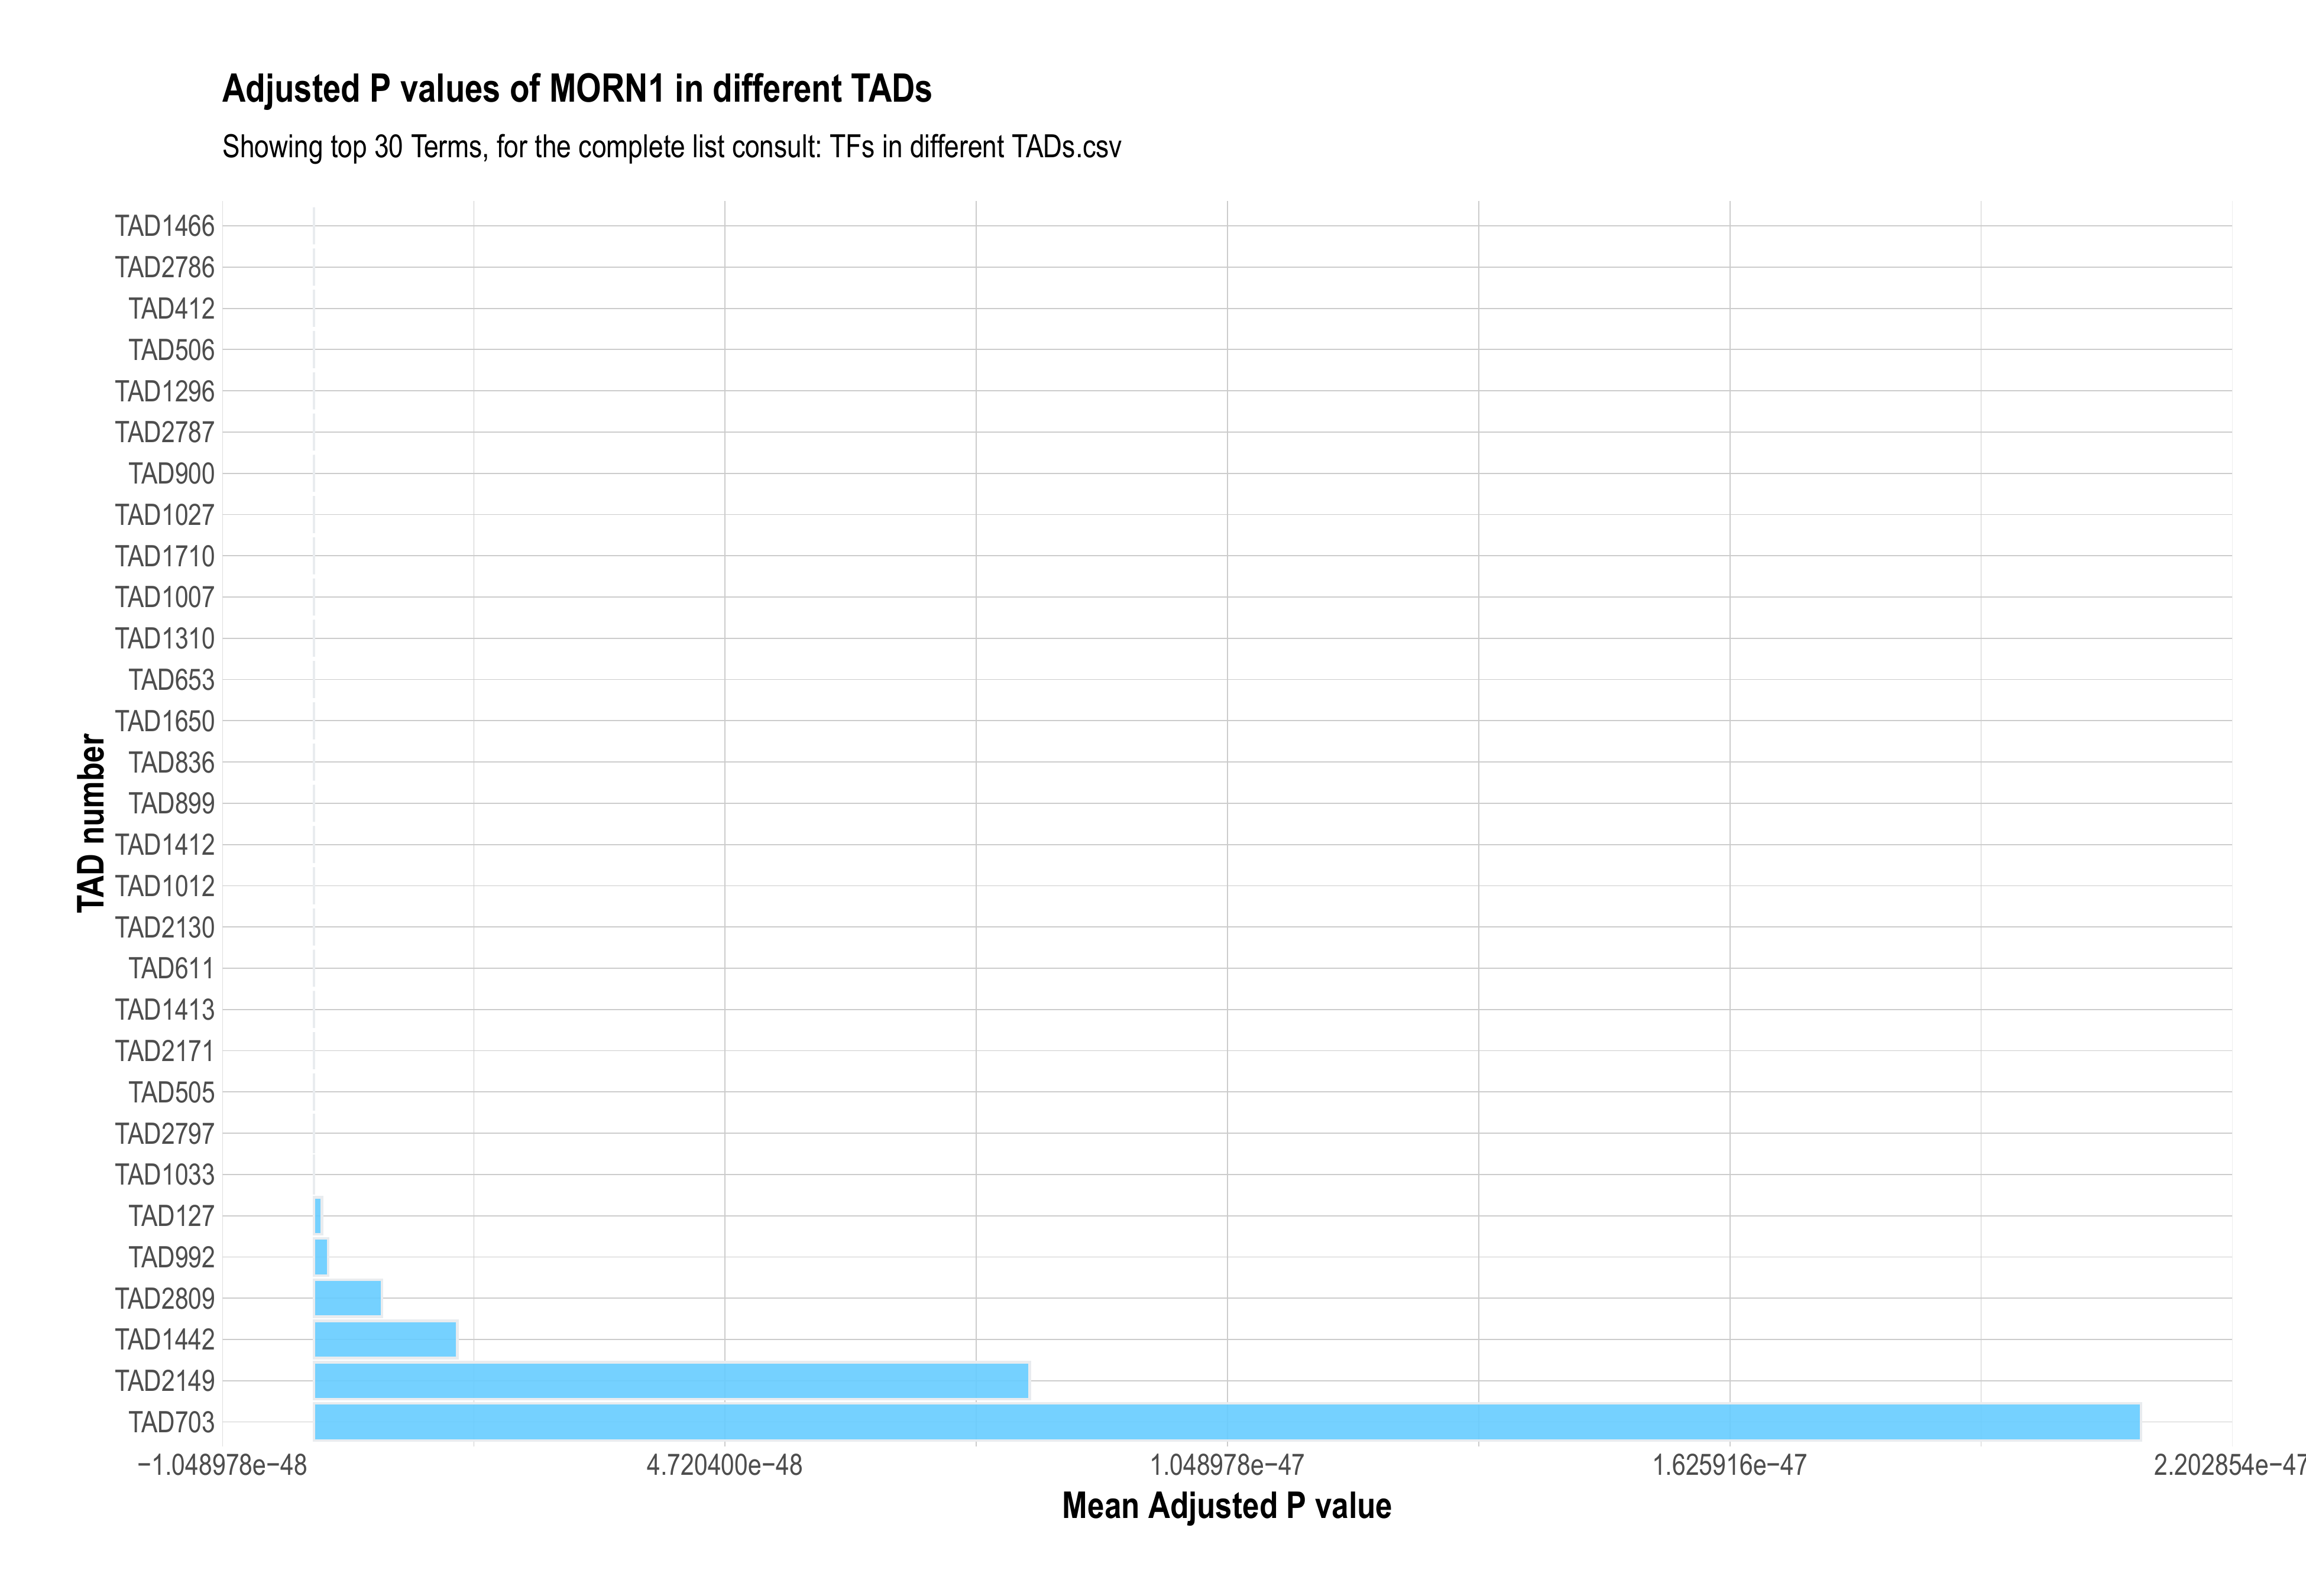 Adjusted P values of MORN1 in different TADs
Showing top 30 Terms, for the complete list consult: TFs in different TADs.csv
TAD number
TAD1466
TAD2786
TAD412
TAD506
TAD1296
TAD2787
TAD900
TAD1027
TAD1710
TAD1007
TAD1310
TAD653
TAD1650
TAD836
TAD899
TAD1412
TAD1012
TAD2130
TAD611
TAD1413
TAD2171
TAD505
TAD2797
TAD1033
TAD127
TAD992
TAD2809
TAD1442
TAD2149
TAD703
−1.048978e−48 4.720400e−48 1.048978e−47 1.625916e−47 2.202854e−47
Mean Adjusted P value